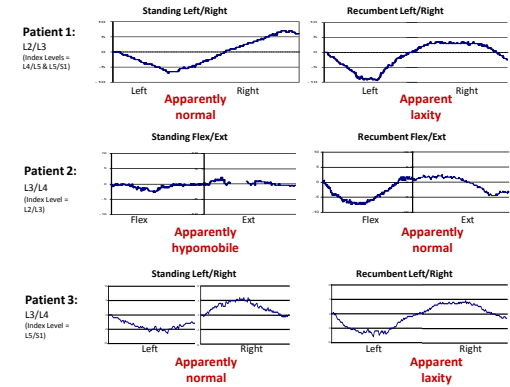 Standing Left/Right
Recumbent Left/Right
Patient 1:
L2/L3
(Index Levels =
L4/L5 & L5/S1)
Left
Right
Left
Right
Apparently
normal
Apparent
laxity
Standing Flex/Ext
Recumbent Flex/Ext
Patient 2:
L3/L4
(Index Level =
L2/L3)
Flex
Ext
Flex
Ext
Apparently
hypomobile
Apparently
normal
Standing Left/Right
Recumbent Left/Right
Patient 3:
L3/L4
(Index Level =
L5/S1)
Left
Right
Left
Right
Apparently
normal
Apparent
laxity